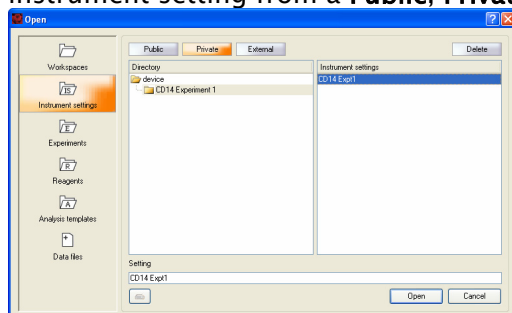 instrument setting from a Public, Privat
Open
Workspaces
IS
Instrument settings
E
Experiments
R
Reagents
A
Analysis templates
Data files
Public Private External Delete
Directory
device
CD14 Experiment 1
Instrument settings
CD14 Expt1
Setting
CD14 Expt1
Open Cancel